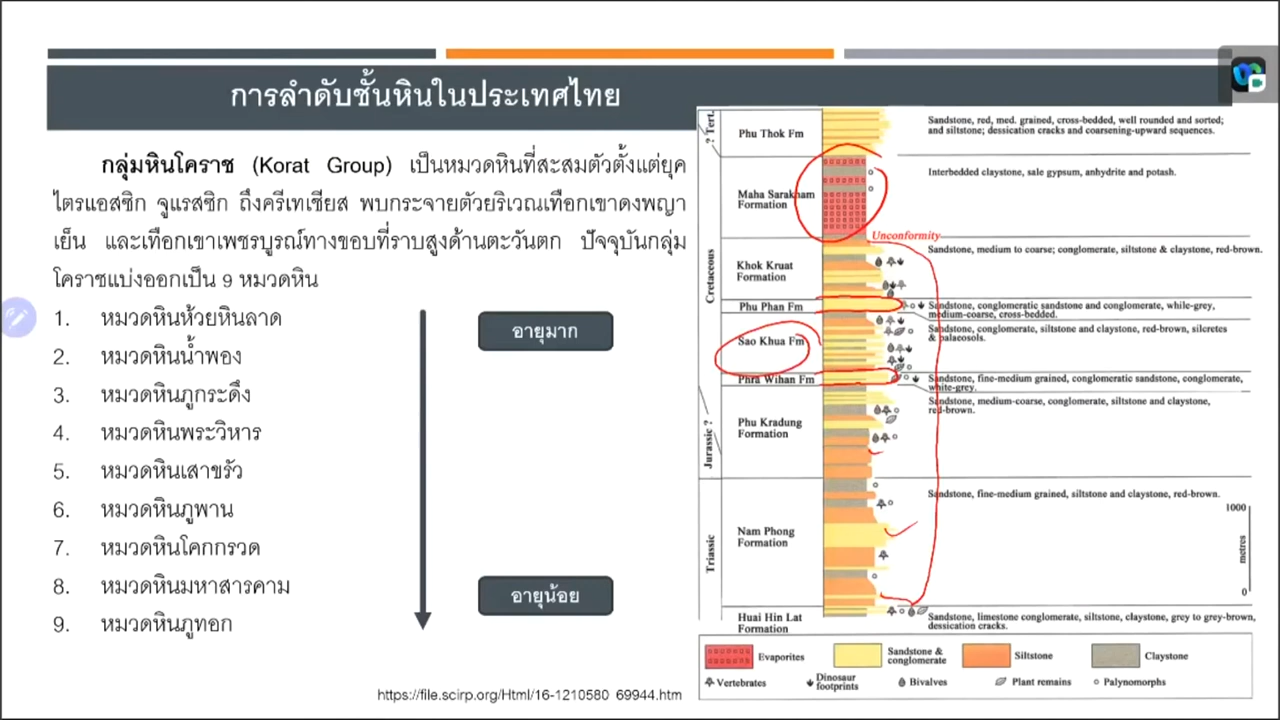 การลำดับชั้นหินในประเทศไทย
กลุ่มหินโคราช (Korat Group) เป็นหมวดหินที่สะสมตัวตั้งแต่ยุค
ไตรแอสซิก จูแรสซิก ถึงครีเทเชียส พบกระจายตัวยริเวณเทือกเขาดงพญา
เย็น และเทือกเขาเพชรบูรณ์ทางขอบที่ราบสูงด้านตะวันตก ปัจจุบันกลุ่ม
โคราชแบ่งออกเป็น 9 หมวดหิน
1. หมวดหินห้วยหินลาด
2. หมวดหินน้ำพอง
3. หมวดหินภูกระดึง
4. หมวดหินพระวิหาร
5. หมวดหินเสาขรัว
6. หมวดหินภูพาน
7. หมวดหินโคกกรวด
8. หมวดหินมหาสารคาม
9. หมวดหินภูทอก
อายุมาก
อายุน้อย
https://file.scirp.org/Html/16-1210580_69944.htm
? Tert.
Cretaceous
Jurassic ?
Triassic
Phu Thok Fm
Sandstone, red, med. grained, cross-bedded, well rounded and sorted;
and siltstone; dessication cracks and coarsening-upward sequences.
Maha Sarakham
Formation
Interbedded claystone, sale gypsum, anhydrite and potash.
Unconformity
Khok Kruat
Formation
Sandstone, medium to coarse; conglomerate, siltstone & claystone, red-brown.
Phu Phan Fm
Sandstone, conglomeratic sandstone and conglomerate, while-grey,
medium-coarse, cross-bedded.
Sao Khua Fm
Sandstone, conglomerate, siltstone and claystone, red-brown, silcretes
& palaeosols.
Phra Wihan Fm
Sandstone, fine-medium grained, conglomeratic sandstone, conglomerate,
white-grey.
Phu Kradung
Formation
Sandstone, medium-coarse, conglomerate, siltstone and claystone,
red-brown.
Nam Phong
Formation
Sandstone, fine-medium grained, siltstone and claystone, red-brown.
1000
metres
0
Huai Hin Lat
Formation
Sandstone, limestone conglomerate, siltstone, claystone, grey to grey-brown,
dessication cracks.
Evaporites
Sandstone &
conglomerate
Siltstone
Claystone
Vertebrates
Dinosaur
footprints
Bivalves
Plant remains
Palynomorphs